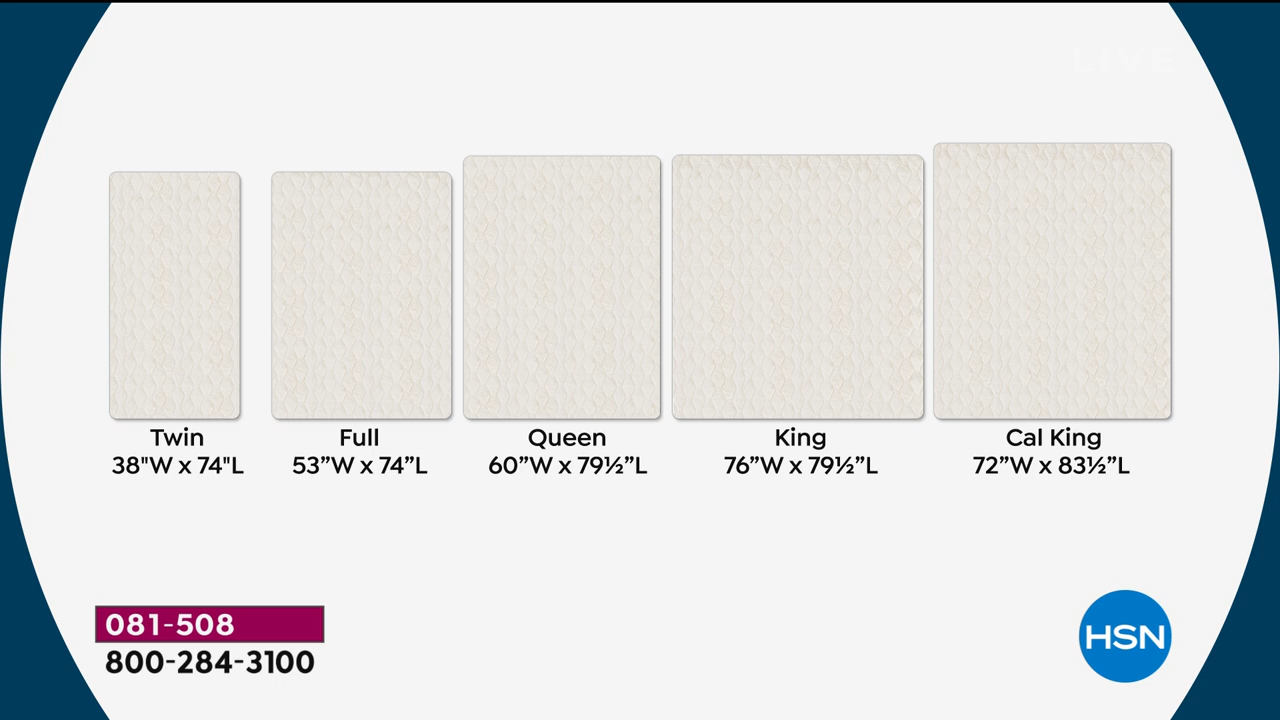 LIVE
Twin
38"W x 74"L
Full
53”W x 74”L
Queen
60”W x 79½”L
King
76”W x 79½”L
Cal King
72”W x 83½”L
081-508
800-284-3100
HSN